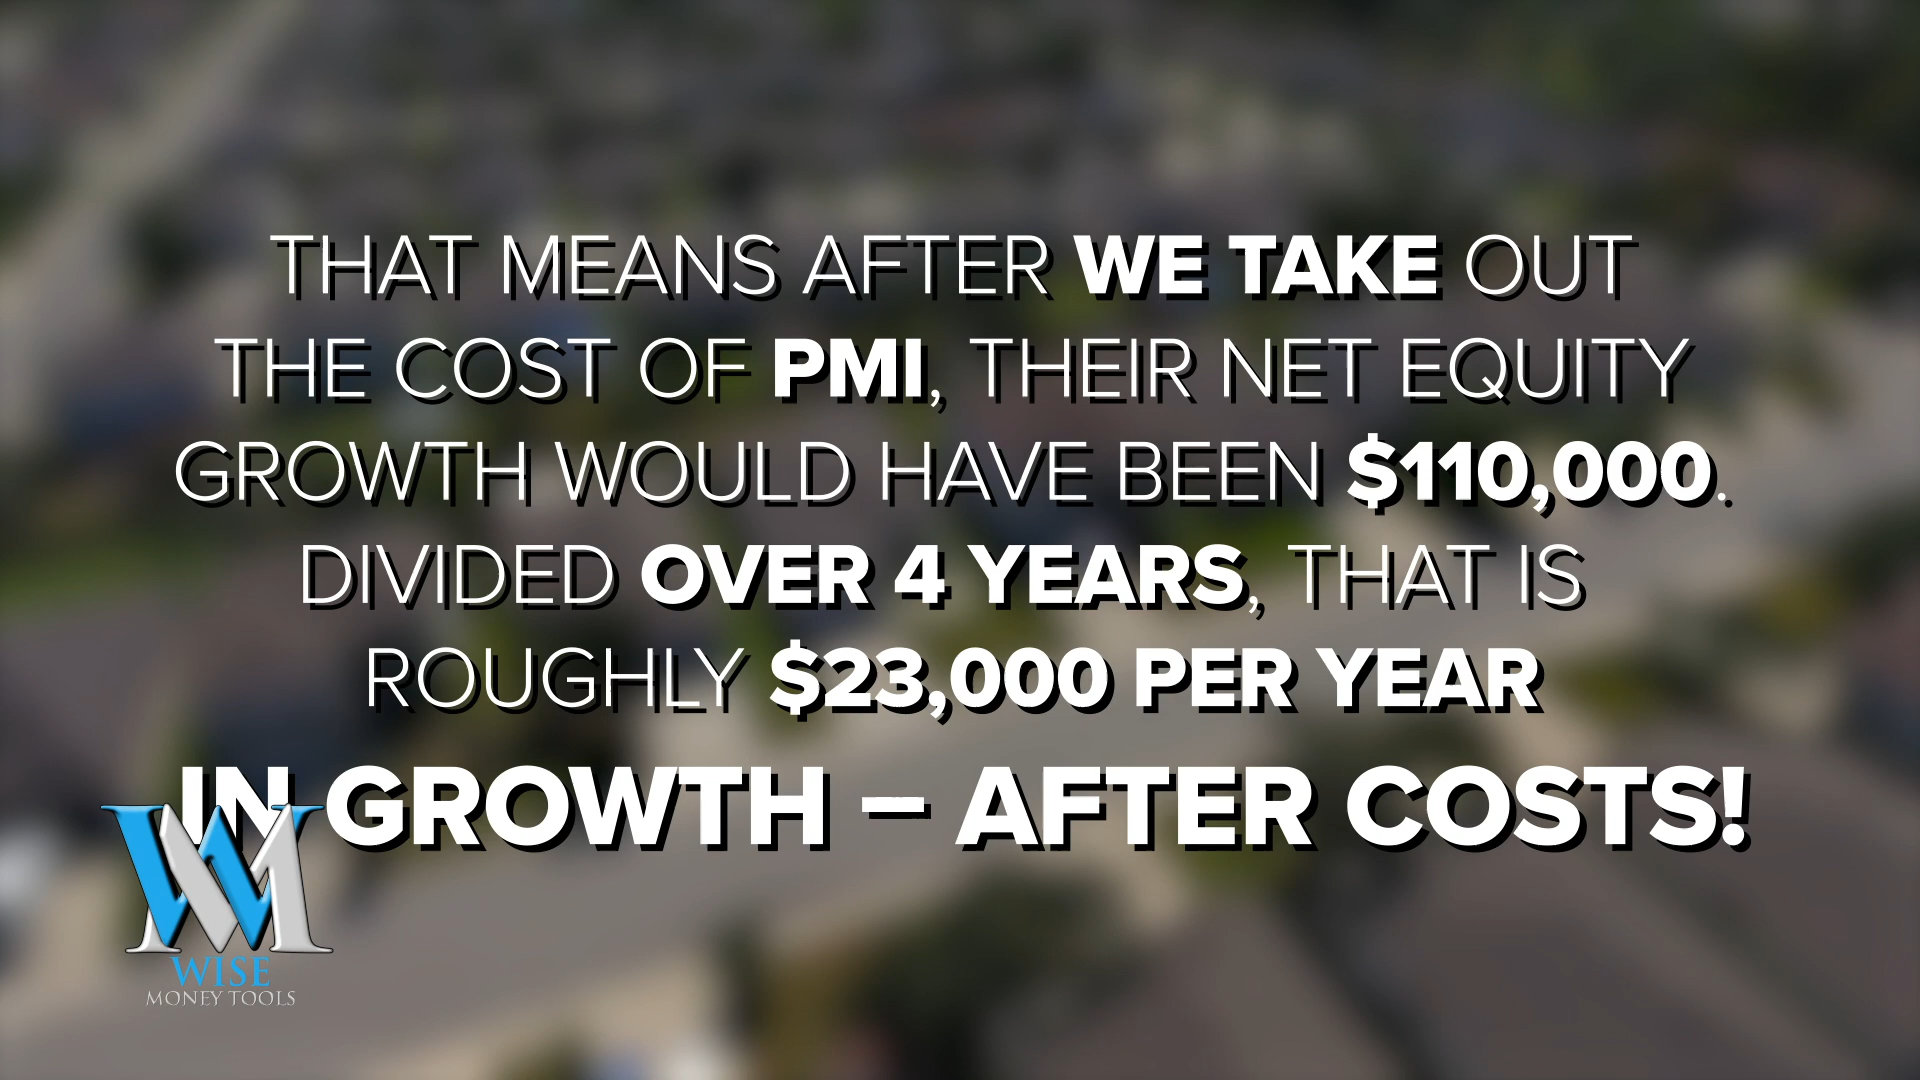 THAT MEANS AFTER WE TAKE OUT
THE COST OF PMI, THEIR NET EQUITY
GROWTH WOULD HAVE BEEN $110,000.
DIVIDED OVER 4 YEARS, THAT IS
ROUGHLY $23,000 PER YEAR
IN GROWTH – AFTER COSTS!
WM
WISE
MONEY TOOLS